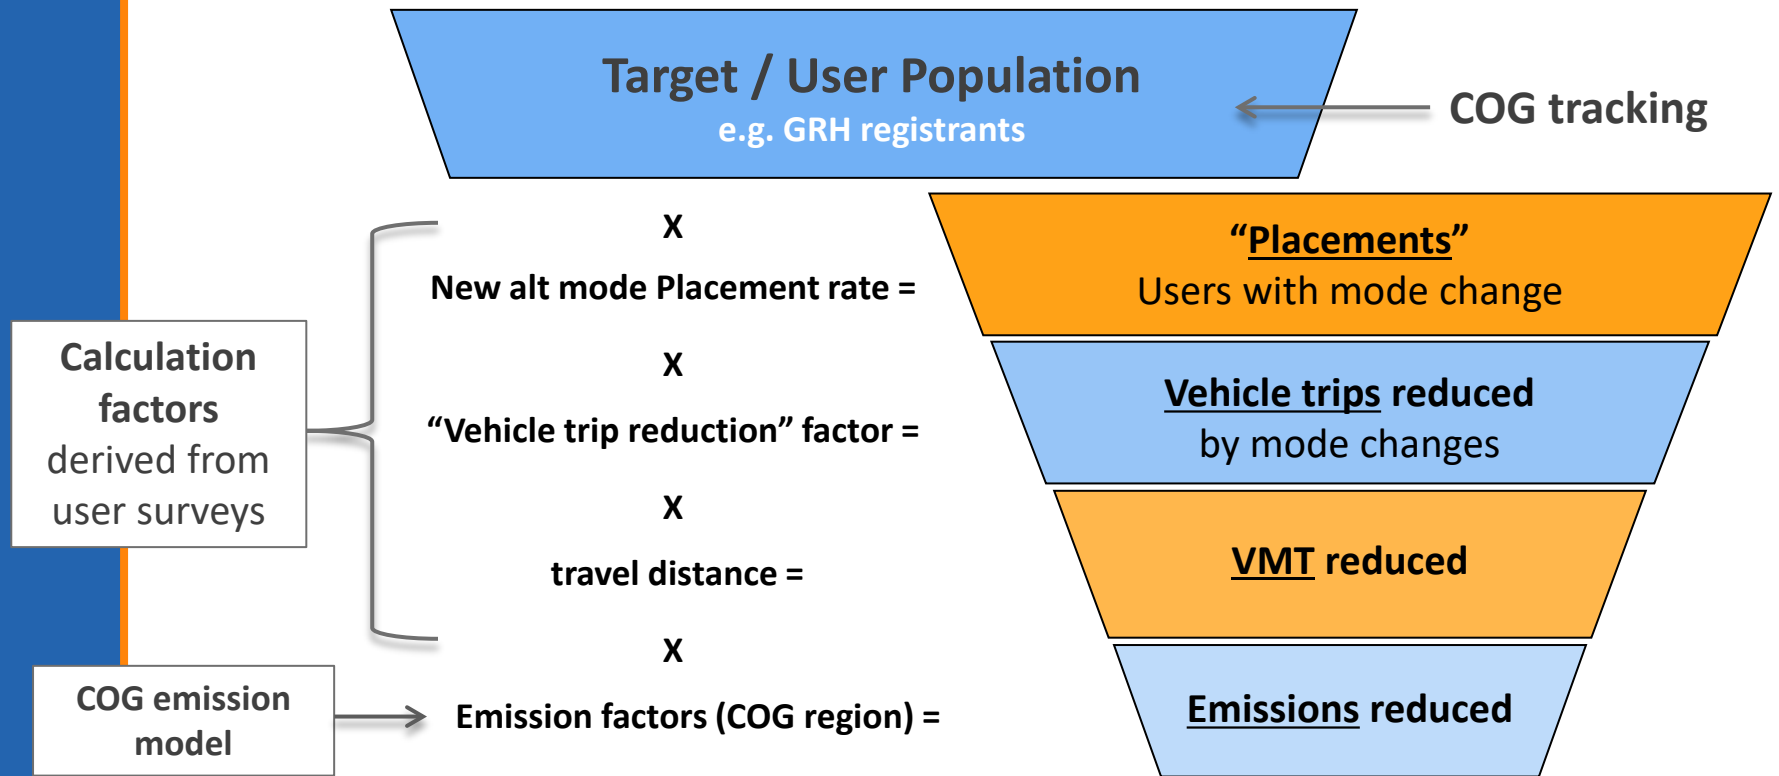 Target / User Population
e.g. GRH registrants
COG tracking
X
New alt mode Placement rate =
“Placements”
Users with mode change
X
“Vehicle trip reduction” factor =
Vehicle trips reduced
by mode changes
Calculation
factors
derived from
user surveys
X
travel distance =
VMT reduced
X
Emission factors (COG region) =
Emissions reduced
COG emission
model